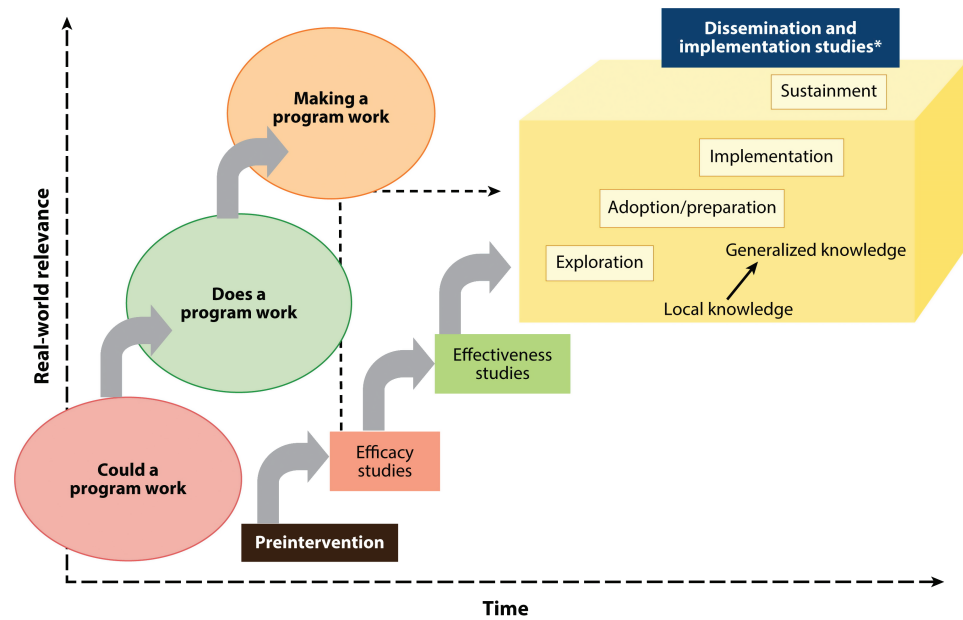 Dissemination and
implementation studies*
Sustainment
Making a
program work
Implementation
Adoption/preparation
Generalized knowledge
Exploration
Local knowledge
Does a
program work
Effectiveness
studies
Efficacy
studies
Could a
program work
Preintervention
Real-world relevance
Time